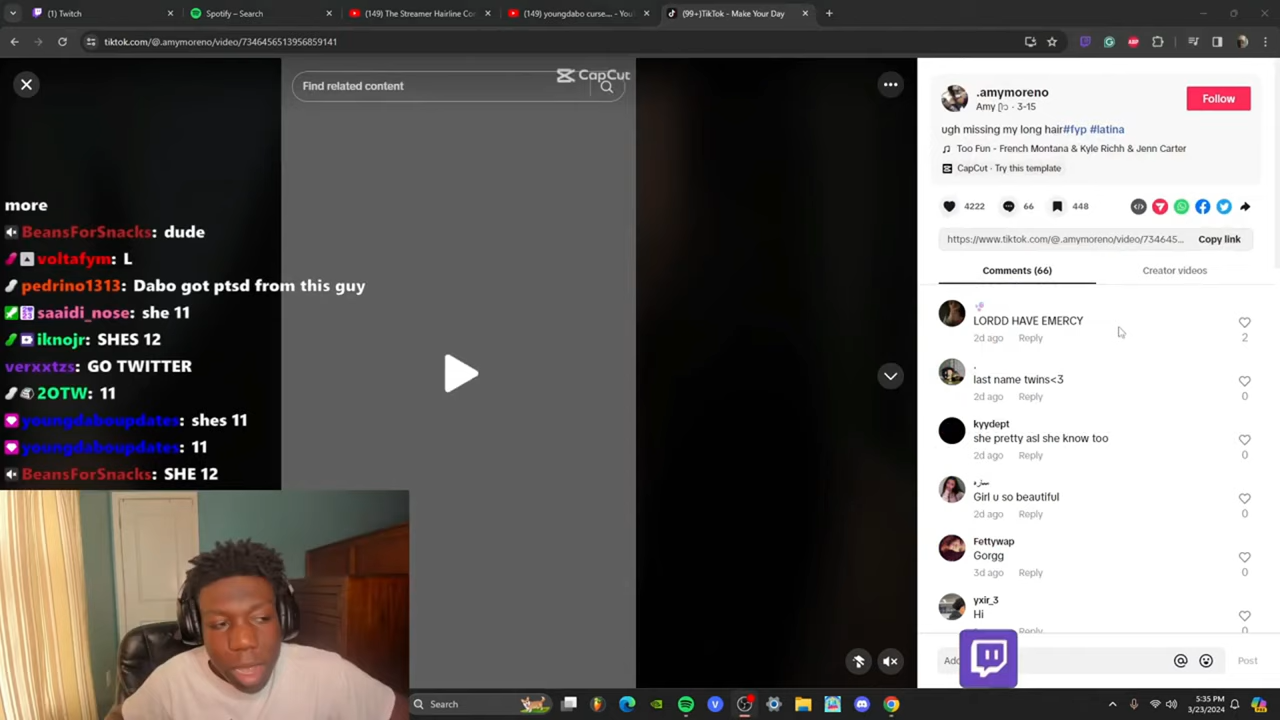 (1) Twitch
Spotify – Search
(149) The Streamer Hairline Co
(149) youngdabo curse... - You
(99+)TikTok - Make Your Day
tiktok.com/@.amymoreno/video/7346456513956859141
Find related content
CapCut
more
BeansForSnacks: dude
voltafym: L
pedrino1313: Dabo got ptsd from this guy
saaidi_nose: she 11
iknojr: SHES 12
verxxtzs: GO TWITTER
2OTW: 11
youngdaboupdates: shes 11
youngdaboupdates: 11
BeansForSnacks: SHE 12
.amymoreno
Amy · 3-15
Follow
ugh missing my long hair#fyp #latina
Too Fun - French Montana & Kyle Richh & Jenn Carter
CapCut · Try this template
4222
66
448
https://www.tiktok.com/@.amymoreno/video/734645...
Copy link
Comments (66)
Creator videos
LORDD HAVE EMERCY
2d ago Reply
2
.
last name twins<3
2d ago Reply
0
kyydept
she pretty asl she know too
2d ago Reply
0
ساره
Girl u so beautiful
2d ago Reply
0
Fettywap
Gorgg
3d ago Reply
0
yxir_3
Hi
Reply
0
Post
Search
5:35 PM
3/23/2024